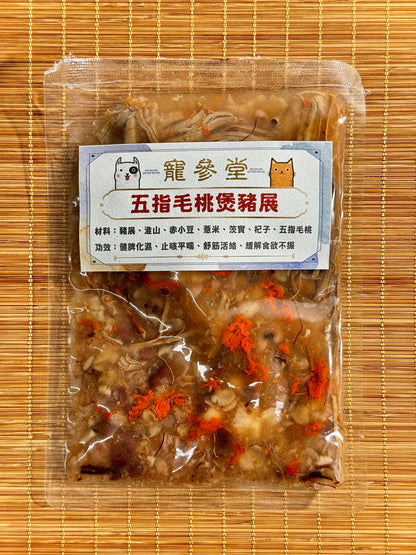 寵參堂
五指毛桃煲豬展
材料：豬展、淮山、赤小豆、薏米、茨實、杞子、五指毛桃
功效：健脾化濕、止咳平喘、舒筋活絡、緩解食欲不振